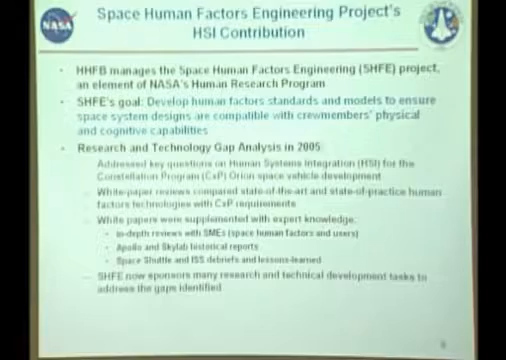 NASA
Space Human Factors Engineering Project's
HSI Contribution
• HHFB manages the Space Human Factors Engineering (SHFE) project,
an element of NASA's Human Research Program
• SHFE's goal: Develop human factors standards and models to ensure
space system designs are compatible with crewmembers' physical
and cognitive capabilities
• Research and Technology Gap Analysis in 2005:
Addressed key questions on Human Systems Integration (HSI) for the
Constellation Program (CxP) Orion space vehicle development
– White-paper reviews compared state-of-the-art and state-of-practice human
factors technologies with CxP requirements
– White papers were supplemented with expert knowledge:
• In-depth reviews with SMEs (space human factors and users)
• Apollo and Skylab historical reports
• Space Shuttle and ISS debriefs and lessons-learned
– SHFE now sponsors many research and technical development tasks to
address the gaps identified